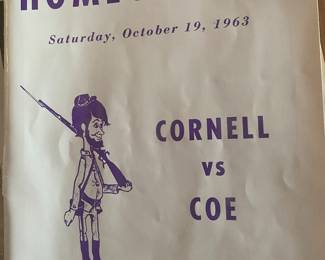 Saturday, October 19, 1963
CORNELL
VS
COE